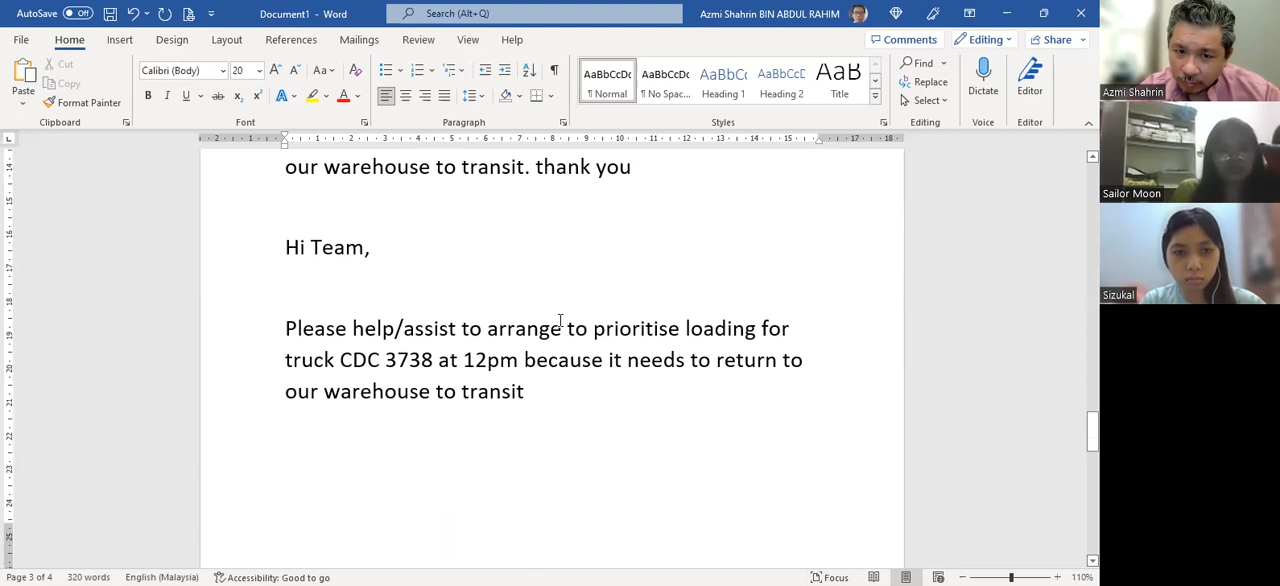 AutoSave Off Document1 - Word Search (Alt+Q) Azmi Shahrin BIN ABDUL RAHIM
File Home Insert Design Layout References Mailings Review View Help Comments Editing Share
Paste Cut Copy Format Painter
Calibri (Body) 20
AaBbCcDc AaBbCcDc AaBbCc AaBbCcD AaB
¶ Normal ¶ No Spac... Heading 1 Heading 2 Title
Find Replace Select
Dictate Editor
Clipboard Font Paragraph Styles Editing Voice Editor
our warehouse to transit. thank you
Hi Team,
Please help/assist to arrange to prioritise loading for
truck CDC 3738 at 12pm because it needs to return to
our warehouse to transit
Azmi Shahrin
Sailor Moon
Sizukal
Page 3 of 4 320 words English (Malaysia) Accessibility: Good to go Focus 110%